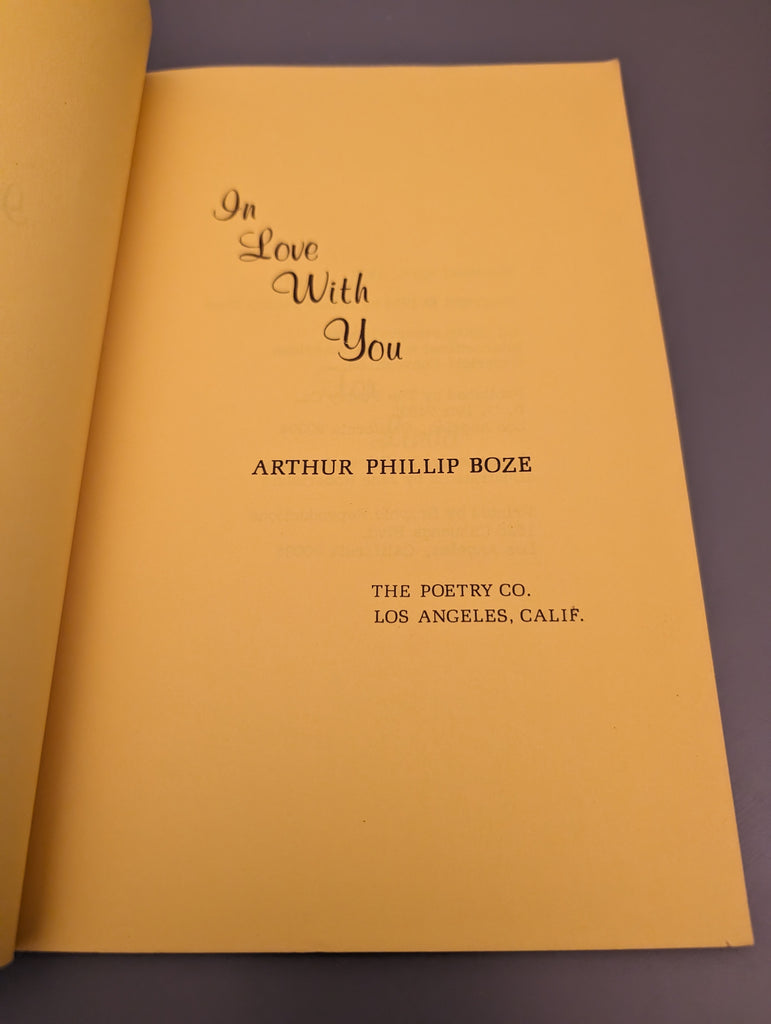 In
Love
With
You
ARTHUR PHILLIP BOZE
THE POETRY CO.
LOS ANGELES, CALIF.